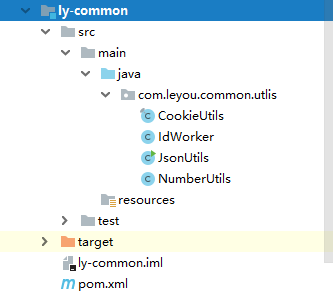 ly-common
src
main
java
com.leyou.common.utlis
CookieUtils
IdWorker
JsonUtils
NumberUtils
resources
test
target
ly-common.iml
pom.xml